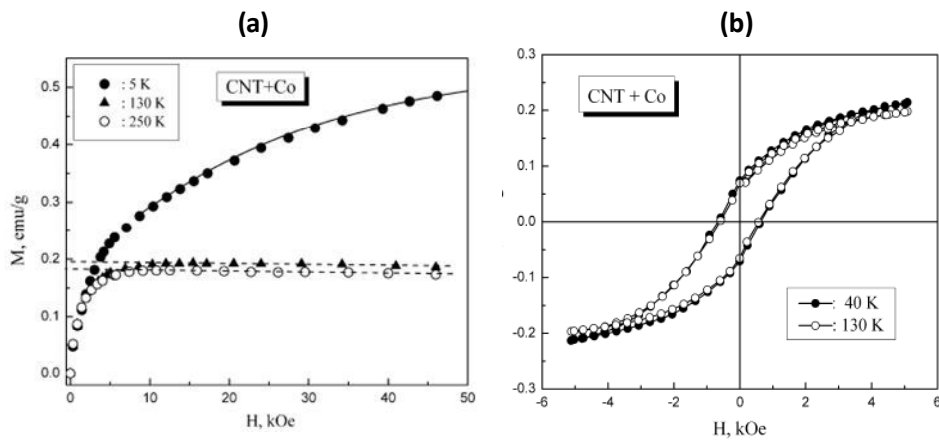 (a)
(b)
● : 5 K
▲ : 130 K
○ : 250 K
CNT+Co
M, emu/g
0.5
0.4
0.3
0.2
0.1
0.0
0
10
20
30
40
50
H, kOe
CNT + Co
0.3
0.2
0.1
0.0
-0.1
-0.2
-0.3
●: 40 K
○: 130 K
-6
-4
-2
0
2
4
6
H, kOe